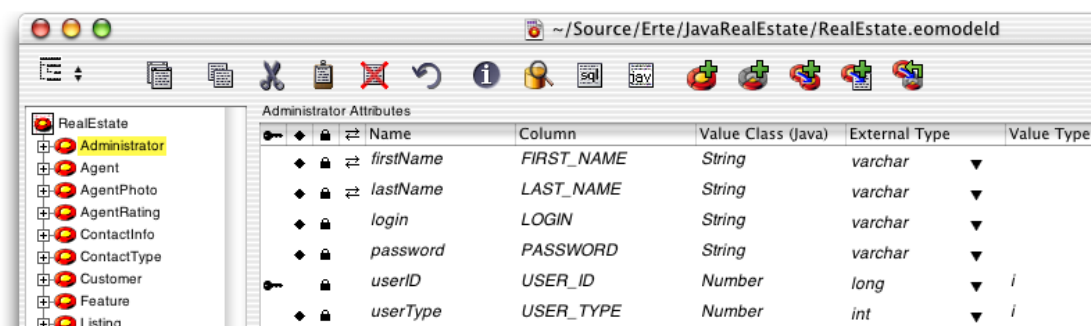 ~/Source/Erte/JavaRealEstate/RealEstate.eomodeld
sql
jav
RealEstate
Administrator
Agent
AgentPhoto
AgentRating
ContactInfo
ContactType
Customer
Feature
Listing
Administrator Attributes
Name Column Value Class (Java) External Type Value Type
firstName FIRST_NAME String varchar
lastName LAST_NAME String varchar
login LOGIN String varchar
password PASSWORD String varchar
userID USER_ID Number long i
userType USER_TYPE Number int i